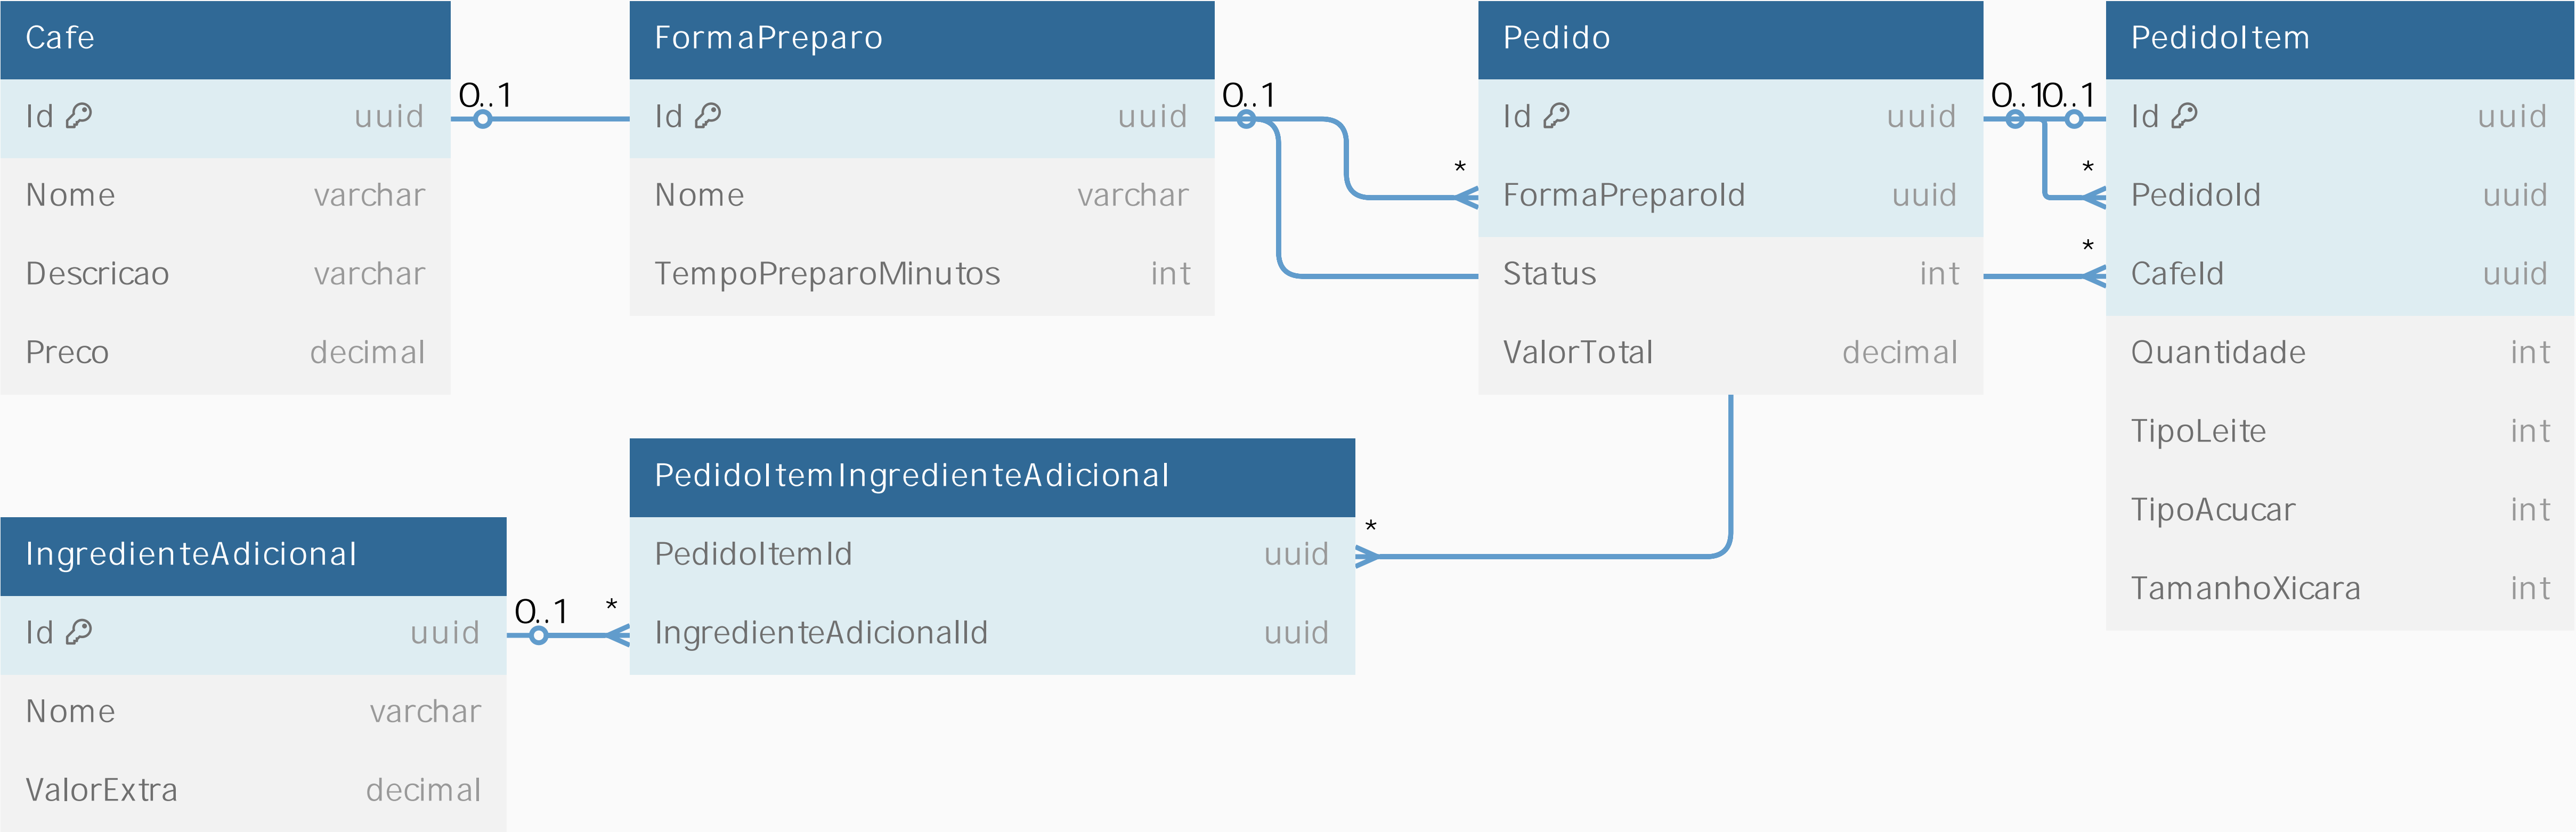 Cafe
Id uuid
Nome varchar
Descricao varchar
Preco decimal
0..1
FormaPreparo
Id uuid
Nome varchar
TempoPreparoMinutos int
0..1
*
Pedido
Id uuid
FormaPreparoId uuid
Status int
ValorTotal decimal
0..1
0..1
*
*
PedidoItem
Id uuid
PedidoId uuid
CafeId uuid
Quantidade int
TipoLeite int
TipoAcucar int
TamanhoXicara int
IngredienteAdicional
Id uuid
Nome varchar
ValorExtra decimal
0..1
*
PedidoItemIngredienteAdicional
PedidoItemId uuid
IngredienteAdicionalId uuid
*